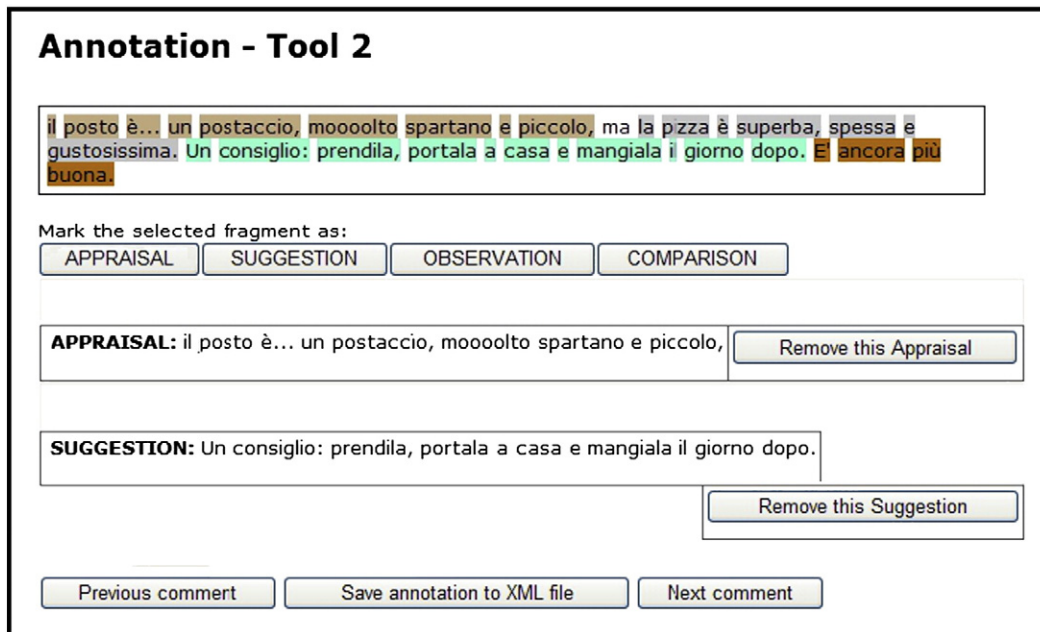 Annotation - Tool 2
il posto è... un postaccio, moooolto spartano e piccolo, ma la pizza è superba, spessa e
gustosissima. Un consiglio: prendila, portala a casa e mangiala i giorno dopo. E' ancora più
buona.
Mark the selected fragment as:
APPRAISAL SUGGESTION OBSERVATION COMPARISON
APPRAISAL: il posto è... un postaccio, moooolto spartano e piccolo, Remove this Appraisal
SUGGESTION: Un consiglio: prendila, portala a casa e mangiala il giorno dopo.
Remove this Suggestion
Previous commert Save annotation to XML file Next comment